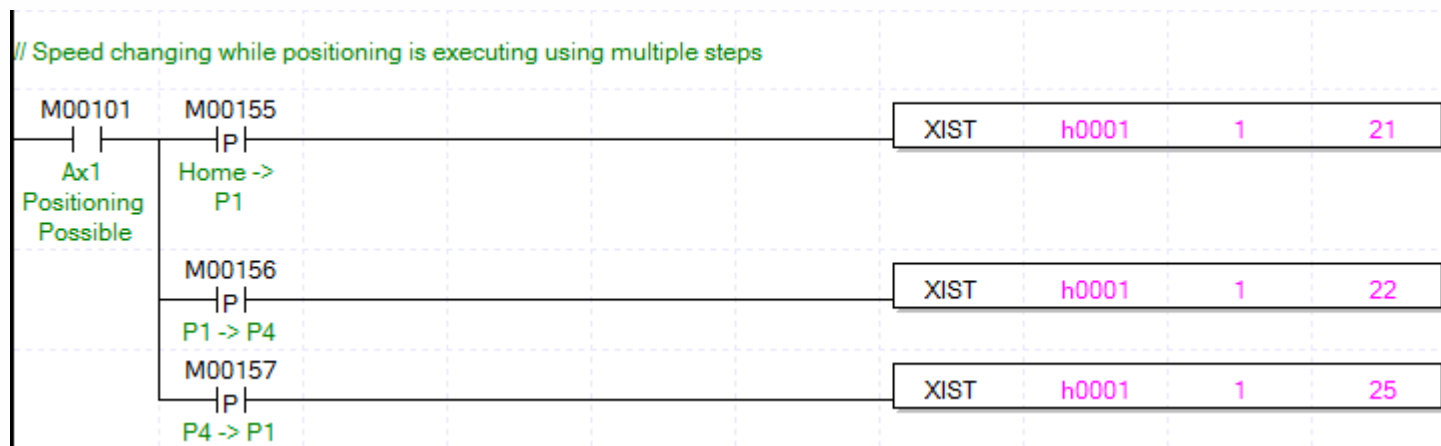 // Speed changing while positioning is executing using multiple steps
M00101 M00155
P
XIST h0001 1 21
Ax1 Home ->
Positioning P1
Possible
M00156
P
XIST h0001 1 22
P1 -> P4
M00157
P
XIST h0001 1 25
P4 -> P1